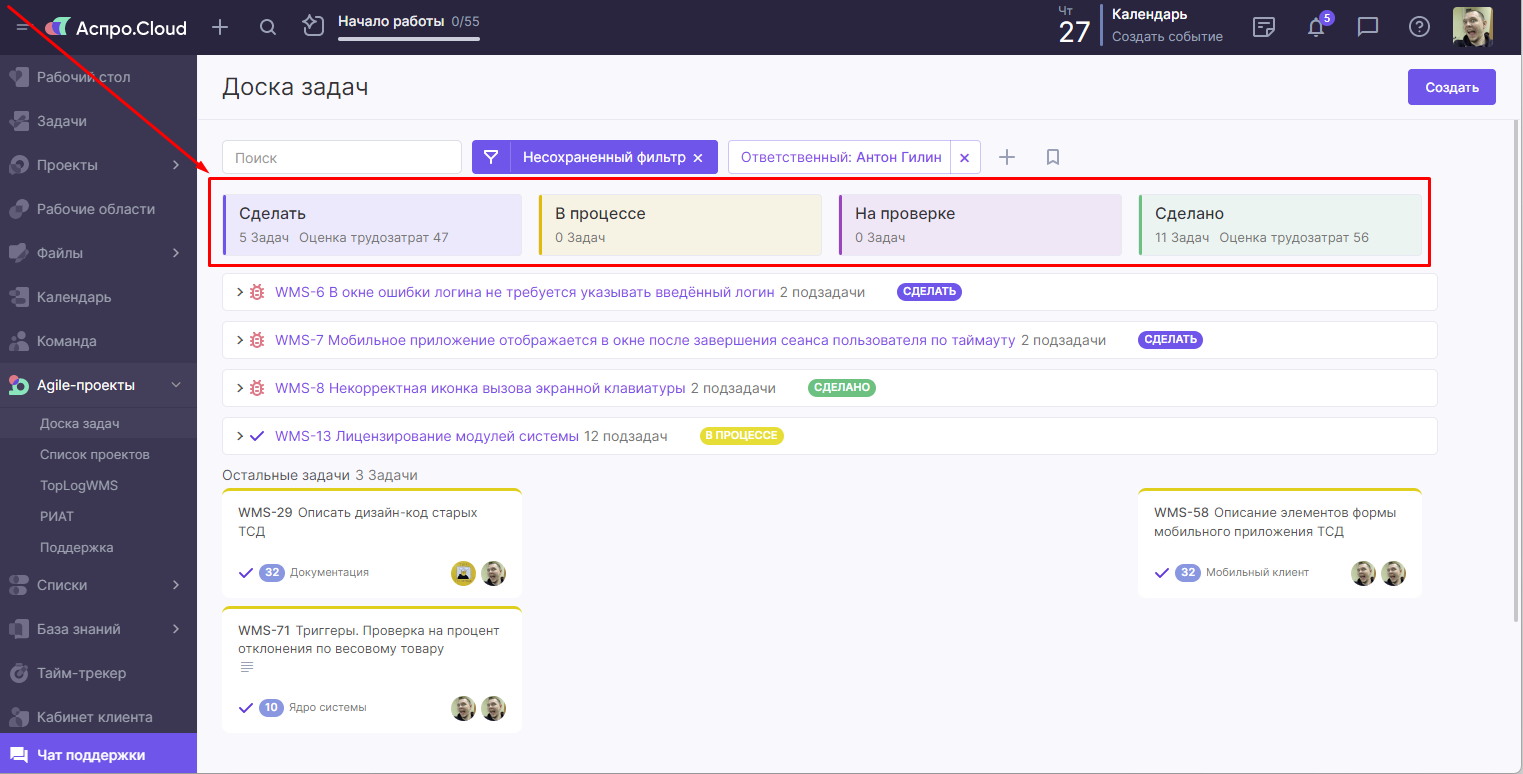 Аспро.Cloud
Начало работы 0/55
Чт
27
Календарь
Создать событие
5
Рабочий стол
Задачи
Проекты
Рабочие области
Файлы
Календарь
Команда
Agile-проекты
Доска задач
Список проектов
TopLogWMS
РИАТ
Поддержка
Списки
База знаний
Тайм-трекер
Кабинет клиента
Чат поддержки
Доска задач
Создать
Поиск
Несохраненный фильтр
Ответственный: Антон Гилин
Сделать
5 Задач Оценка трудозатрат 47
В процессе
0 Задач
На проверке
0 Задач
Сделано
11 Задач Оценка трудозатрат 56
WMS-6 В окне ошибки логина не требуется указывать введённый логин 2 подзадачи СДЕЛАТЬ
WMS-7 Мобильное приложение отображается в окне после завершения сеанса пользователя по таймауту 2 подзадачи СДЕЛАТЬ
WMS-8 Некорректная иконка вызова экранной клавиатуры 2 подзадачи СДЕЛАНО
WMS-13 Лицензирование модулей системы 12 подзадач В ПРОЦЕССЕ
Остальные задачи 3 Задачи
WMS-29 Описать дизайн-код старых
ТСД
32 Документация
WMS-58 Описание элементов формы
мобильного приложения ТСД
32 Мобильный клиент
WMS-71 Триггеры. Проверка на процент
отклонения по весовому товару
10 Ядро системы